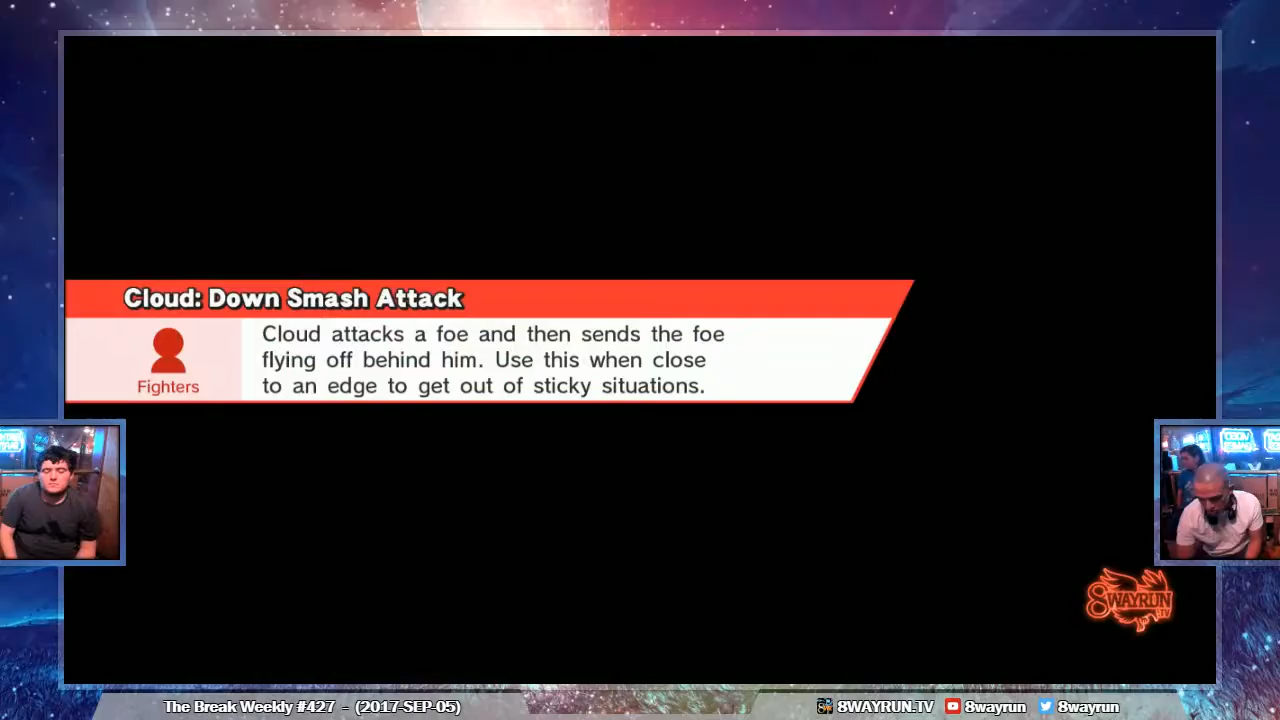 Cloud: Down Smash Attack
Fighters
Cloud attacks a foe and then sends the foe
flying off behind him. Use this when close
to an edge to get out of sticky situations.
8WAYRUN
.TV
The Break Weekly #427 – (2017-SEP-05)
8WAYRUN.TV 8wayrun 8wayrun